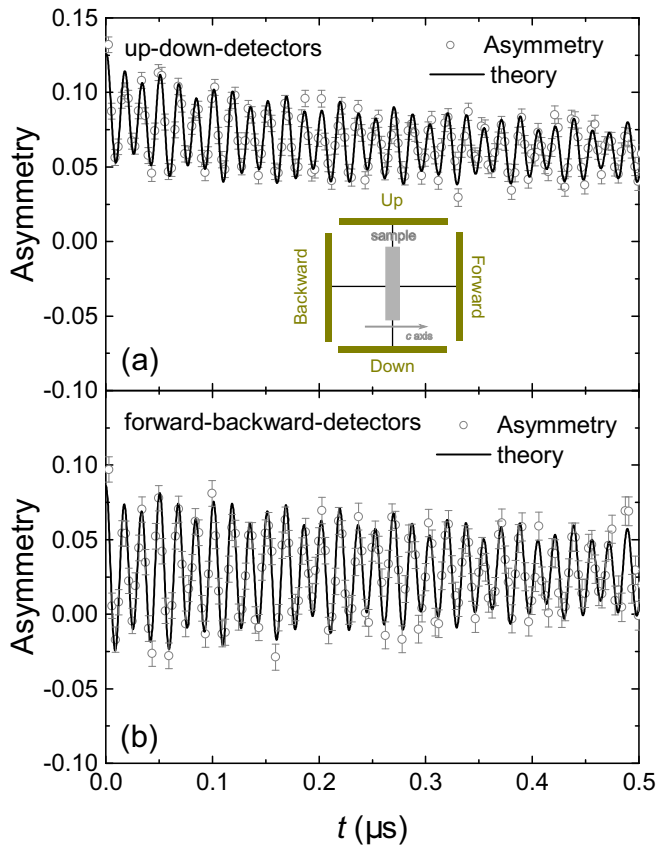 0.15
up-down-detectors
Asymmetry
theory
0.10
0.05
0.00
-0.05
-0.10
Asymmetry
Up
sample
Backward
Forward
c axis
Down
(a)
forward-backward-detectors
Asymmetry
theory
0.10
0.05
0.00
-0.05
-0.10
Asymmetry
(b)
0.0 0.1 0.2 0.3 0.4 0.5
t (µs)